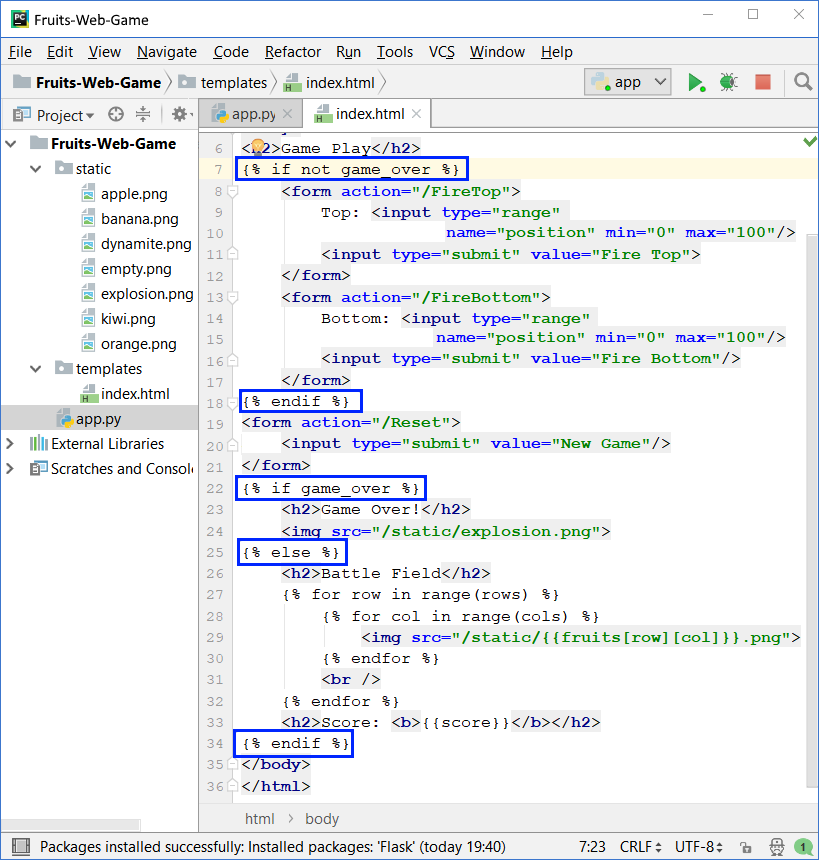 Fruits-Web-Game
File Edit View Navigate Code Refactor Run Tools VCS Window Help
Fruits-Web-Game templates index.html app
Project app.py index.html
Fruits-Web-Game
static
apple.png
banana.png
dynamite.png
empty.png
explosion.png
kiwi.png
orange.png
templates
index.html
app.py
External Libraries
Scratches and Consol
6 <h2>Game Play</h2>
7 {% if not game_over %}
8 <form action="/FireTop">
9 Top: <input type="range"
10 name="position" min="0" max="100"/>
11 <input type="submit" value="Fire Top">
12 </form>
13 <form action="/FireBottom">
14 Bottom: <input type="range"
15 name="position" min="0" max="100"/>
16 <input type="submit" value="Fire Bottom"/>
17 </form>
18 {% endif %}
19 <form action="/Reset">
20 <input type="submit" value="New Game"/>
21 </form>
22 {% if game_over %}
23 <h2>Game Over!</h2>
24 <img src="/static/explosion.png">
25 {% else %}
26 <h2>Battle Field</h2>
27 {% for row in range(rows) %}
28 {% for col in range(cols) %}
29 <img src="/static/{{fruits[row][col]}}.png">
30 {% endfor %}
31 <br />
32 {% endfor %}
33 <h2>Score: <b>{{score}}</b></h2>
34 {% endif %}
35 </body>
36 </html>
html body
Packages installed successfully: Installed packages: 'Flask' (today 19:40) 7:23 CRLF UTF-8 1